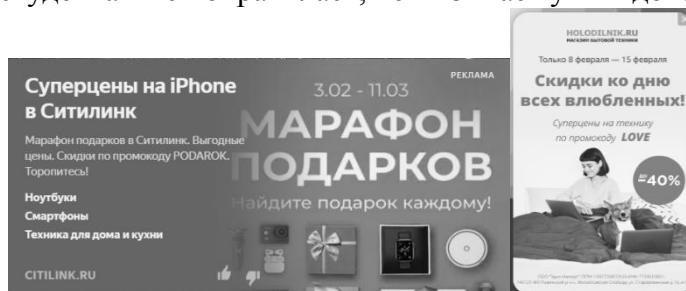 Суперцены на iPhone
в Ситилинк
Марафон подарков в Ситилинк. Выгодные
цены. Скидки по промокоду PODAROK.
Торопитесь!
Ноутбуки
Смартфоны
Техника для дома и кухни
CITILINK.RU
РЕКЛАМА
3.02 - 11.03
МАРАФОН
ПОДАРКОВ
Найдите подарок каждому!
HOLODILNIK.RU
МАГАЗИН БЫТОВОЙ ТЕХНИКИ
Только 8 февраля — 15 февраля
Скидки ко дню
всех влюбленных!
Суперцены на технику
по промокоду LOVE
ДО
-40%